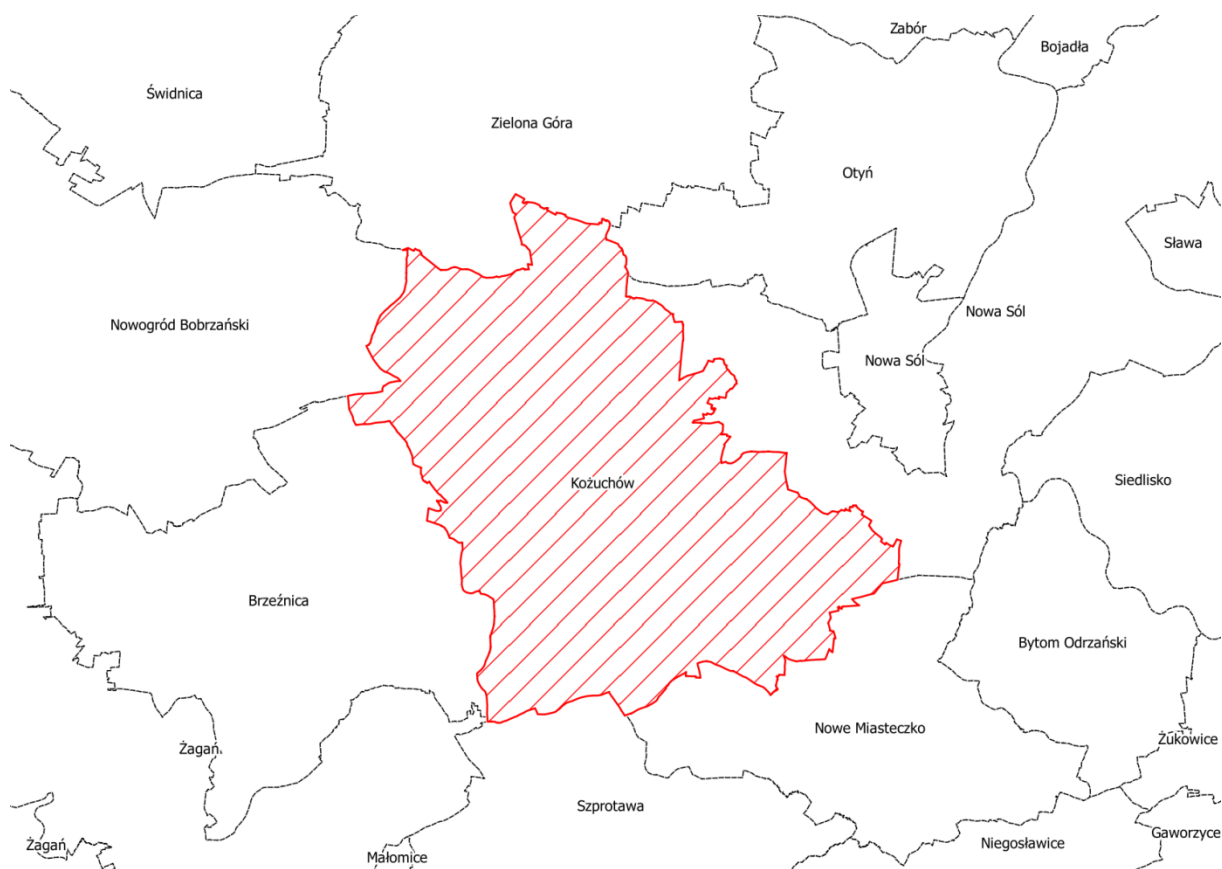 Zabór
Bojadła
Świdnica
Zielona Góra
Otyń
Sława
Nowa Sól
Nowogród Bobrzański
Nowa Sól
Kożuchów
Siedlisko
Brzeźnica
Bytom Odrzański
Nowe Miasteczko
Żukowice
Żagań
Szprotawa
Gaworzyce
Niegosławice
Żagań
Małomice